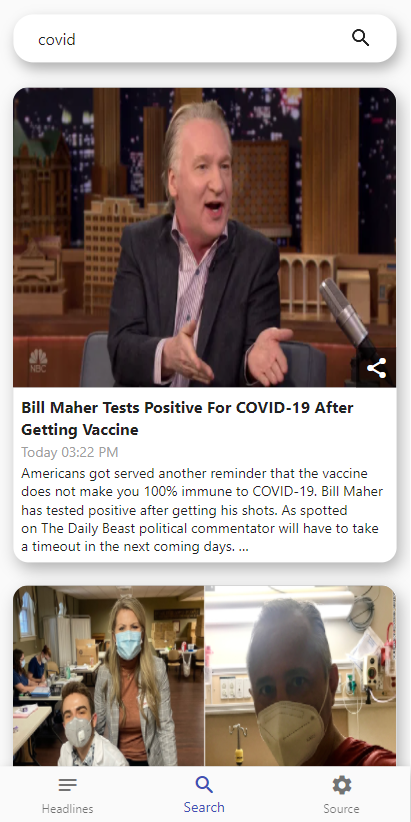 covid
NBC
Bill Maher Tests Positive For COVID-19 After
Getting Vaccine
Today 03:22 PM
Americans got served another reminder that the vaccine
does not make you 100% immune to COVID-19. Bill Maher
has tested positive after getting his shots. As spotted
on The Daily Beast political commentator will have to take
a timeout in the next coming days. ...
Headlines
Search
Source